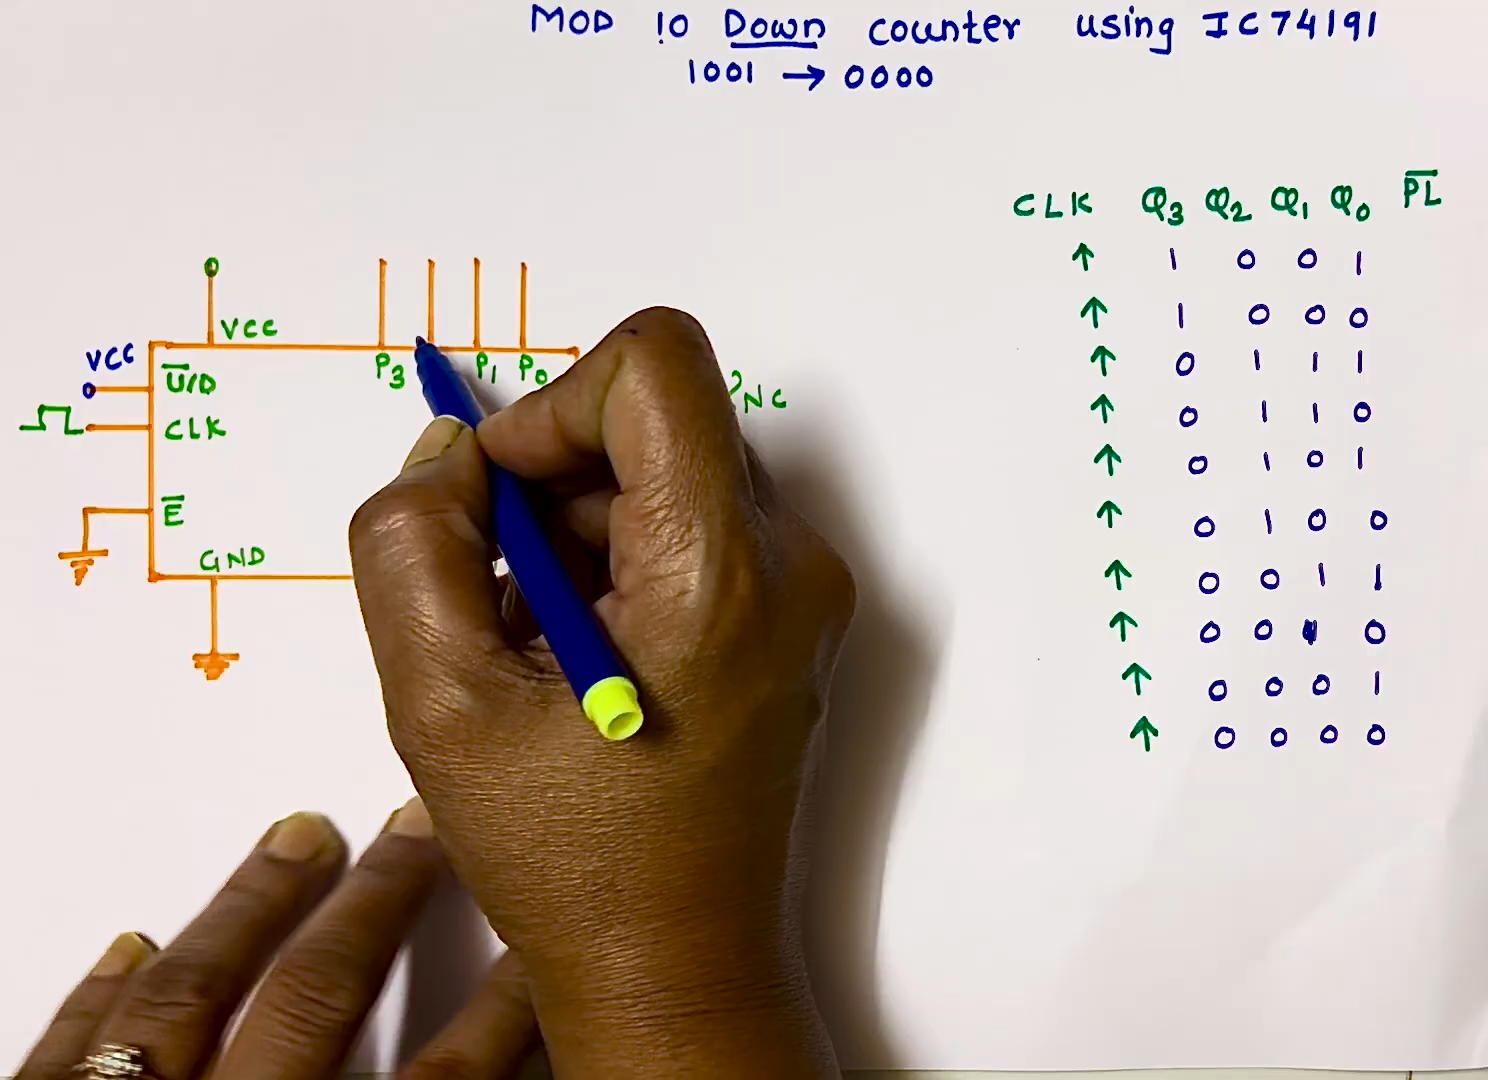 MOD 10 Down counter using IC74191
1001 → 0000
CLK Q3 Q2 Q1 Q0 P̅L̅
↑ 1 0 0 1
↑ 1 0 0 0
↑ 0 1 1 1
↑ 0 1 1 0
↑ 0 1 0 1
↑ 0 1 0 0
↑ 0 0 1 1
↑ 0 0 1 0
↑ 0 0 0 1
↑ 0 0 0 0
VCC
VCC
P3 P1 P0
U̅/D
NC
CLK
E̅
GND